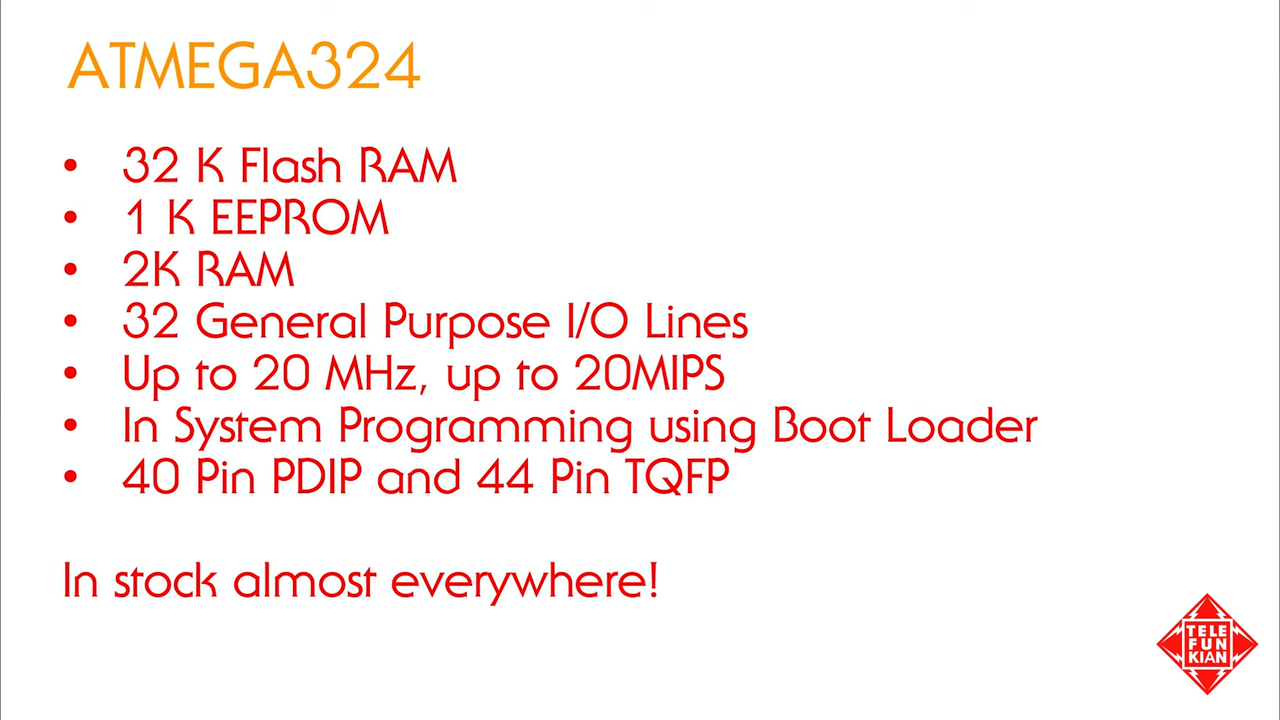 ATMEGA324
• 32 K Flash RAM
• 1 K EEPROM
• 2K RAM
• 32 General Purpose I/O Lines
• Up to 20 MHz, up to 20MIPS
• In System Programming using Boot Loader
• 40 Pin PDIP and 44 Pin TQFP
In stock almost everywhere!
TELE
FUN
KIAN